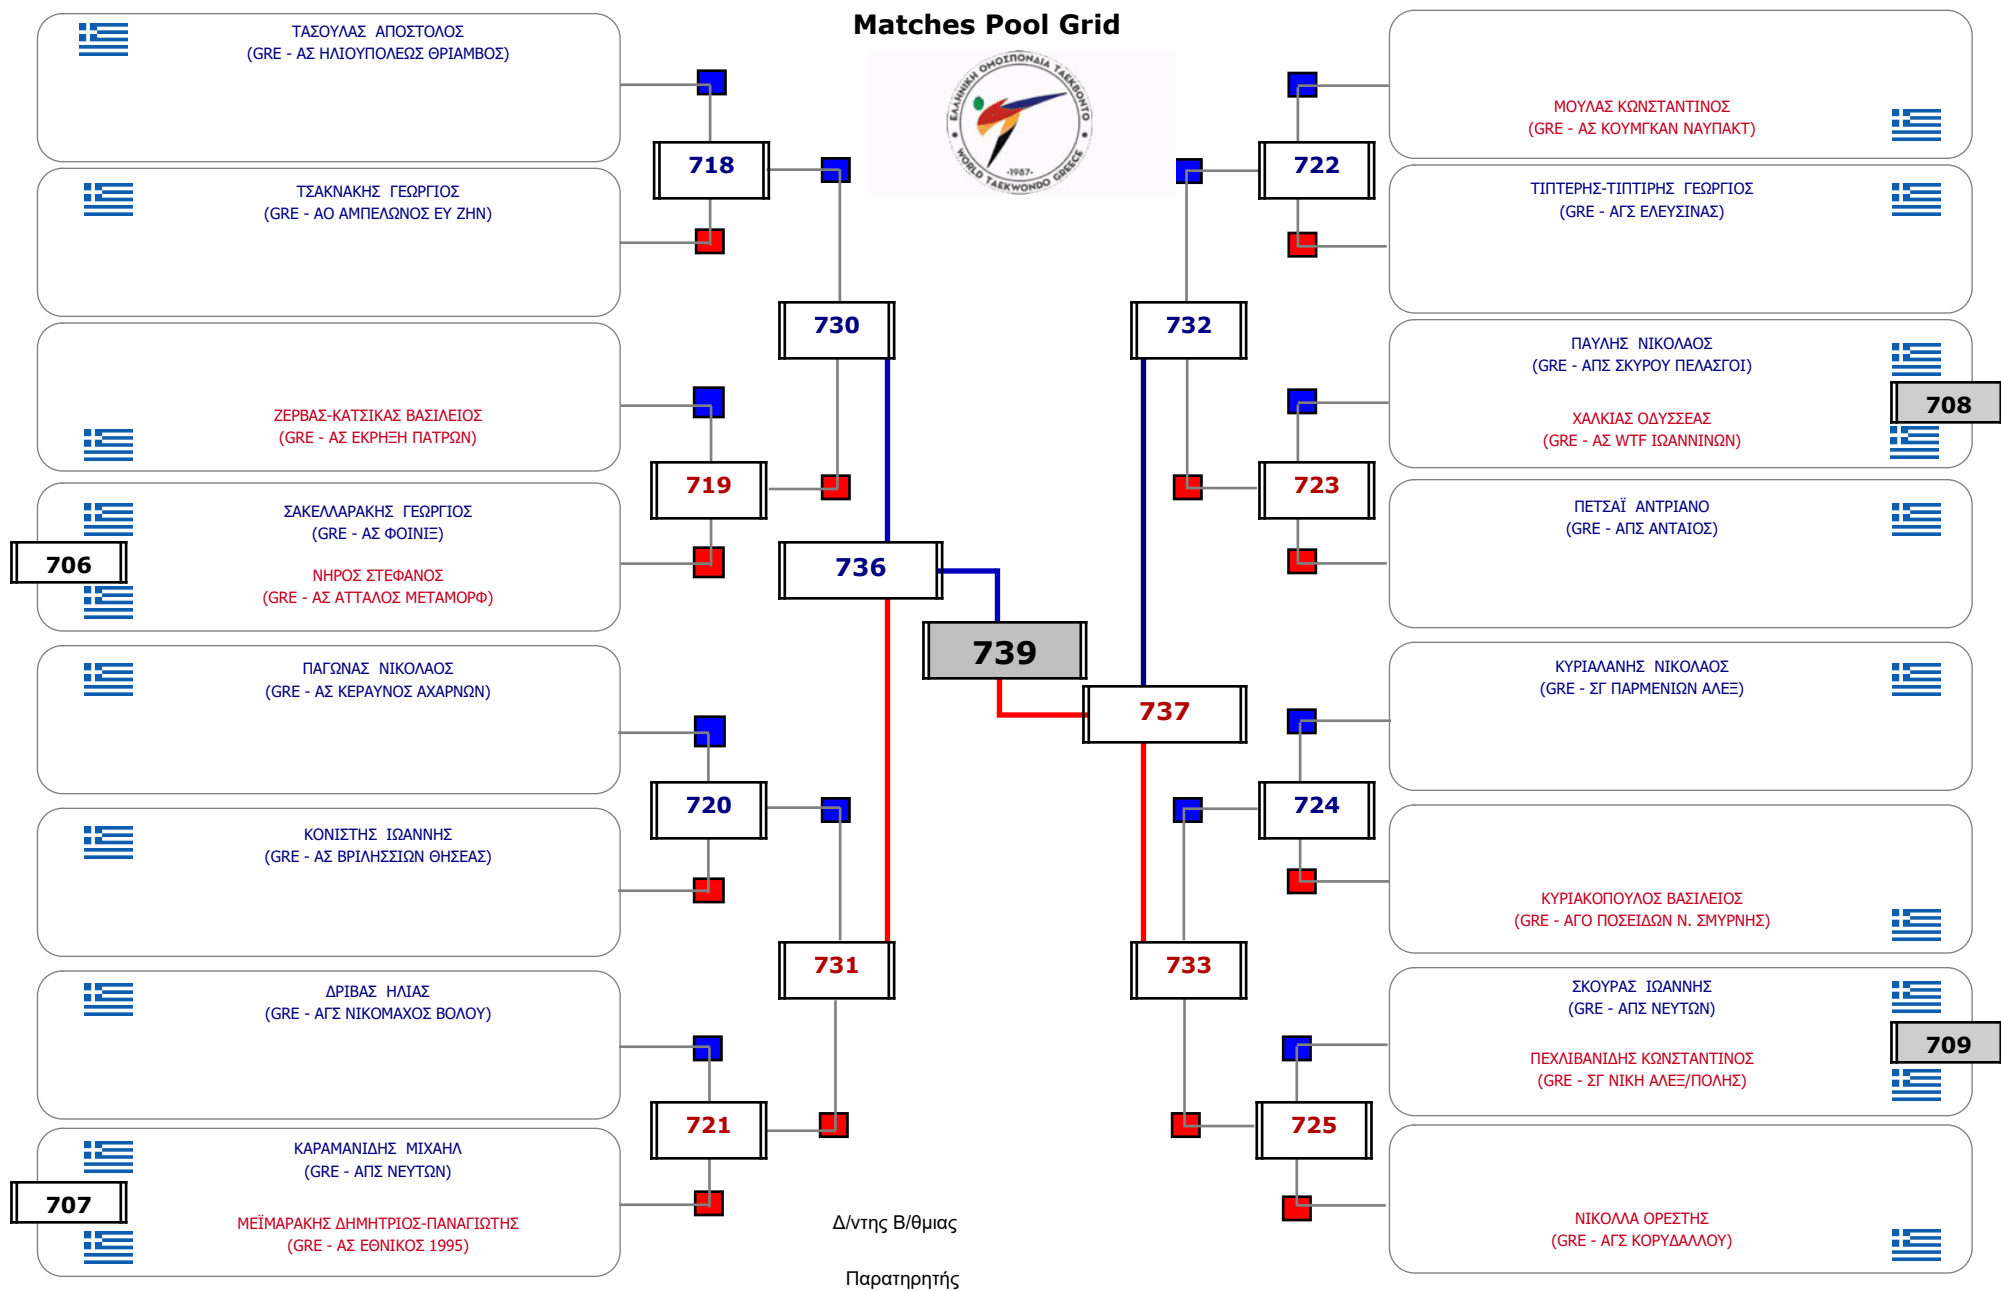 Matches Pool Grid
ΕΛΛΗΝΙΚΗ ΟΜΟΣΠΟΝΔΙΑ ΤΑΕΚΒΟΝΤΟ
-1987-
WORLD TAEKWONDO GREECE
ΤΑΣΟΥΛΑΣ ΑΠΟΣΤΟΛΟΣ
(GRE - ΑΣ ΗΛΙΟΥΠΟΛΕΩΣ ΘΡΙΑΜΒΟΣ)
718
ΤΣΑΚΝΑΚΗΣ ΓΕΩΡΓΙΟΣ
(GRE - ΑΟ ΑΜΠΕΛΩΝΟΣ ΕΥ ΖΗΝ)
730
ΖΕΡΒΑΣ-ΚΑΤΣΙΚΑΣ ΒΑΣΙΛΕΙΟΣ
(GRE - ΑΣ ΕΚΡΗΞΗ ΠΑΤΡΩΝ)
719
ΣΑΚΕΛΛΑΡΑΚΗΣ ΓΕΩΡΓΙΟΣ
(GRE - ΑΣ ΦΟΙΝΙΞ)
706
ΝΗΡΟΣ ΣΤΕΦΑΝΟΣ
(GRE - ΑΣ ΑΤΤΑΛΟΣ ΜΕΤΑΜΟΡΦ)
736
739
ΠΑΓΩΝΑΣ ΝΙΚΟΛΑΟΣ
(GRE - ΑΣ ΚΕΡΑΥΝΟΣ ΑΧΑΡΝΩΝ)
720
ΚΟΝΙΣΤΗΣ ΙΩΑΝΝΗΣ
(GRE - ΑΣ ΒΡΙΛΗΣΣΙΩΝ ΘΗΣΕΑΣ)
731
ΔΡΙΒΑΣ ΗΛΙΑΣ
(GRE - ΑΓΣ ΝΙΚΟΜΑΧΟΣ ΒΟΛΟΥ)
721
ΚΑΡΑΜΑΝΙΔΗΣ ΜΙΧΑΗΛ
(GRE - ΑΠΣ ΝΕΥΤΩΝ)
707
ΜΕΪΜΑΡΑΚΗΣ ΔΗΜΗΤΡΙΟΣ-ΠΑΝΑΓΙΩΤΗΣ
(GRE - ΑΣ ΕΘΝΙΚΟΣ 1995)
ΜΟΥΛΑΣ ΚΩΝΣΤΑΝΤΙΝΟΣ
(GRE - ΑΣ ΚΟΥΜΓΚΑΝ ΝΑΥΠΑΚΤ)
722
ΤΙΠΤΕΡΗΣ-ΤΙΠΤΙΡΗΣ ΓΕΩΡΓΙΟΣ
(GRE - ΑΓΣ ΕΛΕΥΣΙΝΑΣ)
732
ΠΑΥΛΗΣ ΝΙΚΟΛΑΟΣ
(GRE - ΑΠΣ ΣΚΥΡΟΥ ΠΕΛΑΣΓΟΙ)
708
ΧΑΛΚΙΑΣ ΟΔΥΣΣΕΑΣ
(GRE - ΑΣ WTF ΙΩΑΝΝΙΝΩΝ)
723
ΠΕΤΣΑΪ ΑΝΤΡΙΑΝΟ
(GRE - ΑΠΣ ΑΝΤΑΙΟΣ)
737
ΚΥΡΙΑΛΑΝΗΣ ΝΙΚΟΛΑΟΣ
(GRE - ΣΓ ΠΑΡΜΕΝΙΩΝ ΑΛΕΞ)
724
ΚΥΡΙΑΚΟΠΟΥΛΟΣ ΒΑΣΙΛΕΙΟΣ
(GRE - ΑΓΟ ΠΟΣΕΙΔΩΝ Ν. ΣΜΥΡΝΗΣ)
733
ΣΚΟΥΡΑΣ ΙΩΑΝΝΗΣ
(GRE - ΑΠΣ ΝΕΥΤΩΝ)
709
ΠΕΧΛΙΒΑΝΙΔΗΣ ΚΩΝΣΤΑΝΤΙΝΟΣ
(GRE - ΣΓ ΝΙΚΗ ΑΛΕΞ/ΠΟΛΗΣ)
725
ΝΙΚΟΛΛΑ ΟΡΕΣΤΗΣ
(GRE - ΑΓΣ ΚΟΡΥΔΑΛΛΟΥ)
Δ/ντης Β/θμιας
Παρατηρητής